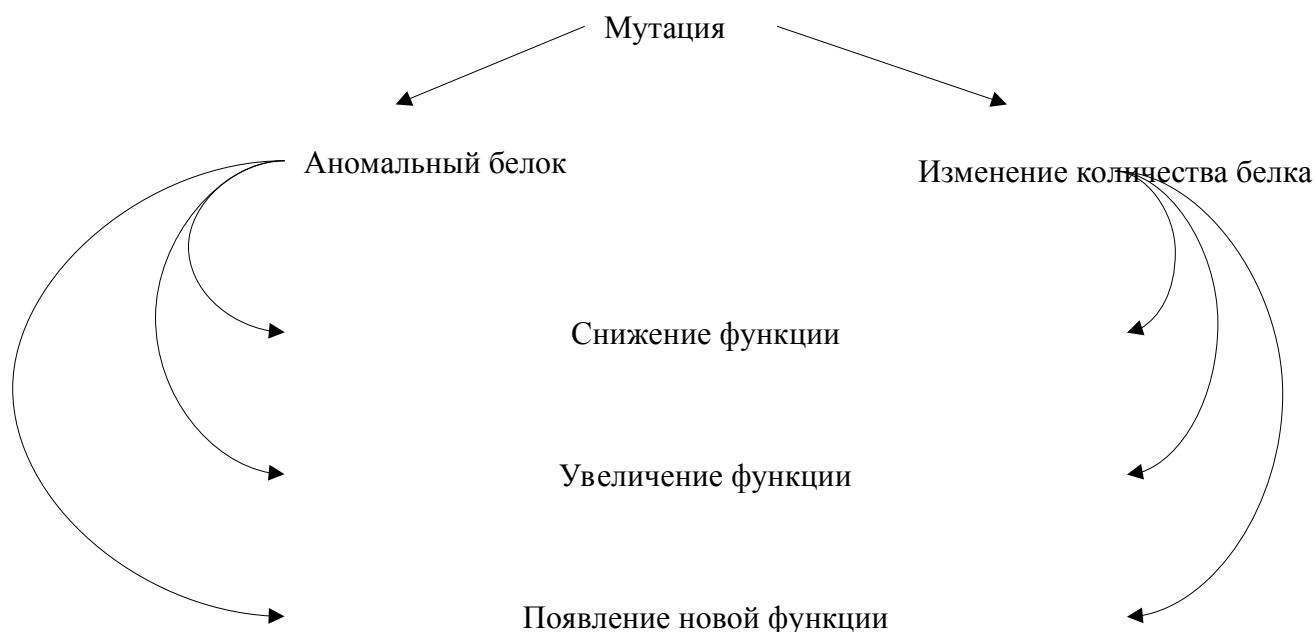 Мутация
Аномальный белок
Изменение количества белка
Снижение функции
Увеличение функции
Появление новой функции